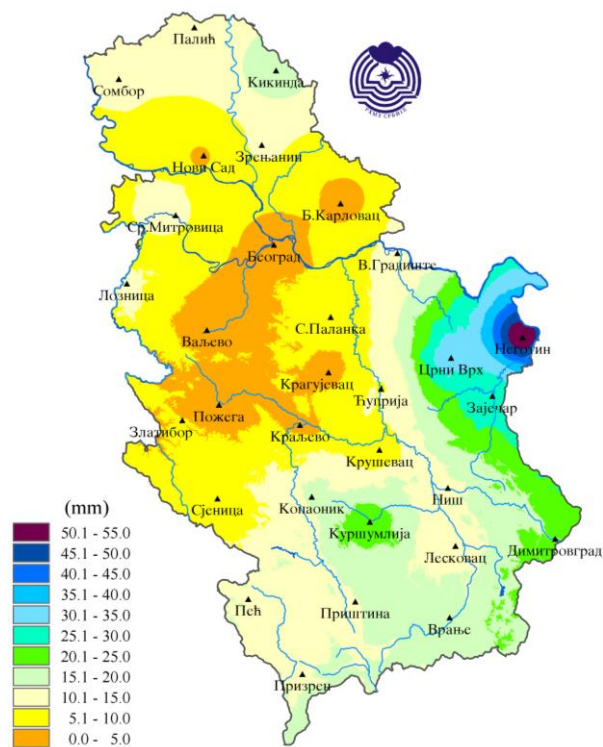 Палић
Кикинда
Сомбор
Зрењанин
Нови Сад
Б.Карловац
Ср.Митровица
Београд
В.Градиште
Лозница
С.Паланка
Ваљево
Неготин
Црни Врх
Крагујевац
Ћуприја
Зајечар
Пожега
Златибор
Краљево
Крушевац
Ниш
Сјеница
Копаоник
Куршумлија
Димитровград
Лесковац
Пећ
Приштина
Врање
Призрен
(mm)
50.1 - 55.0
45.1 - 50.0
40.1 - 45.0
35.1 - 40.0
30.1 - 35.0
25.1 - 30.0
20.1 - 25.0
15.1 - 20.0
10.1 - 15.0
5.1 - 10.0
0.0 - 5.0